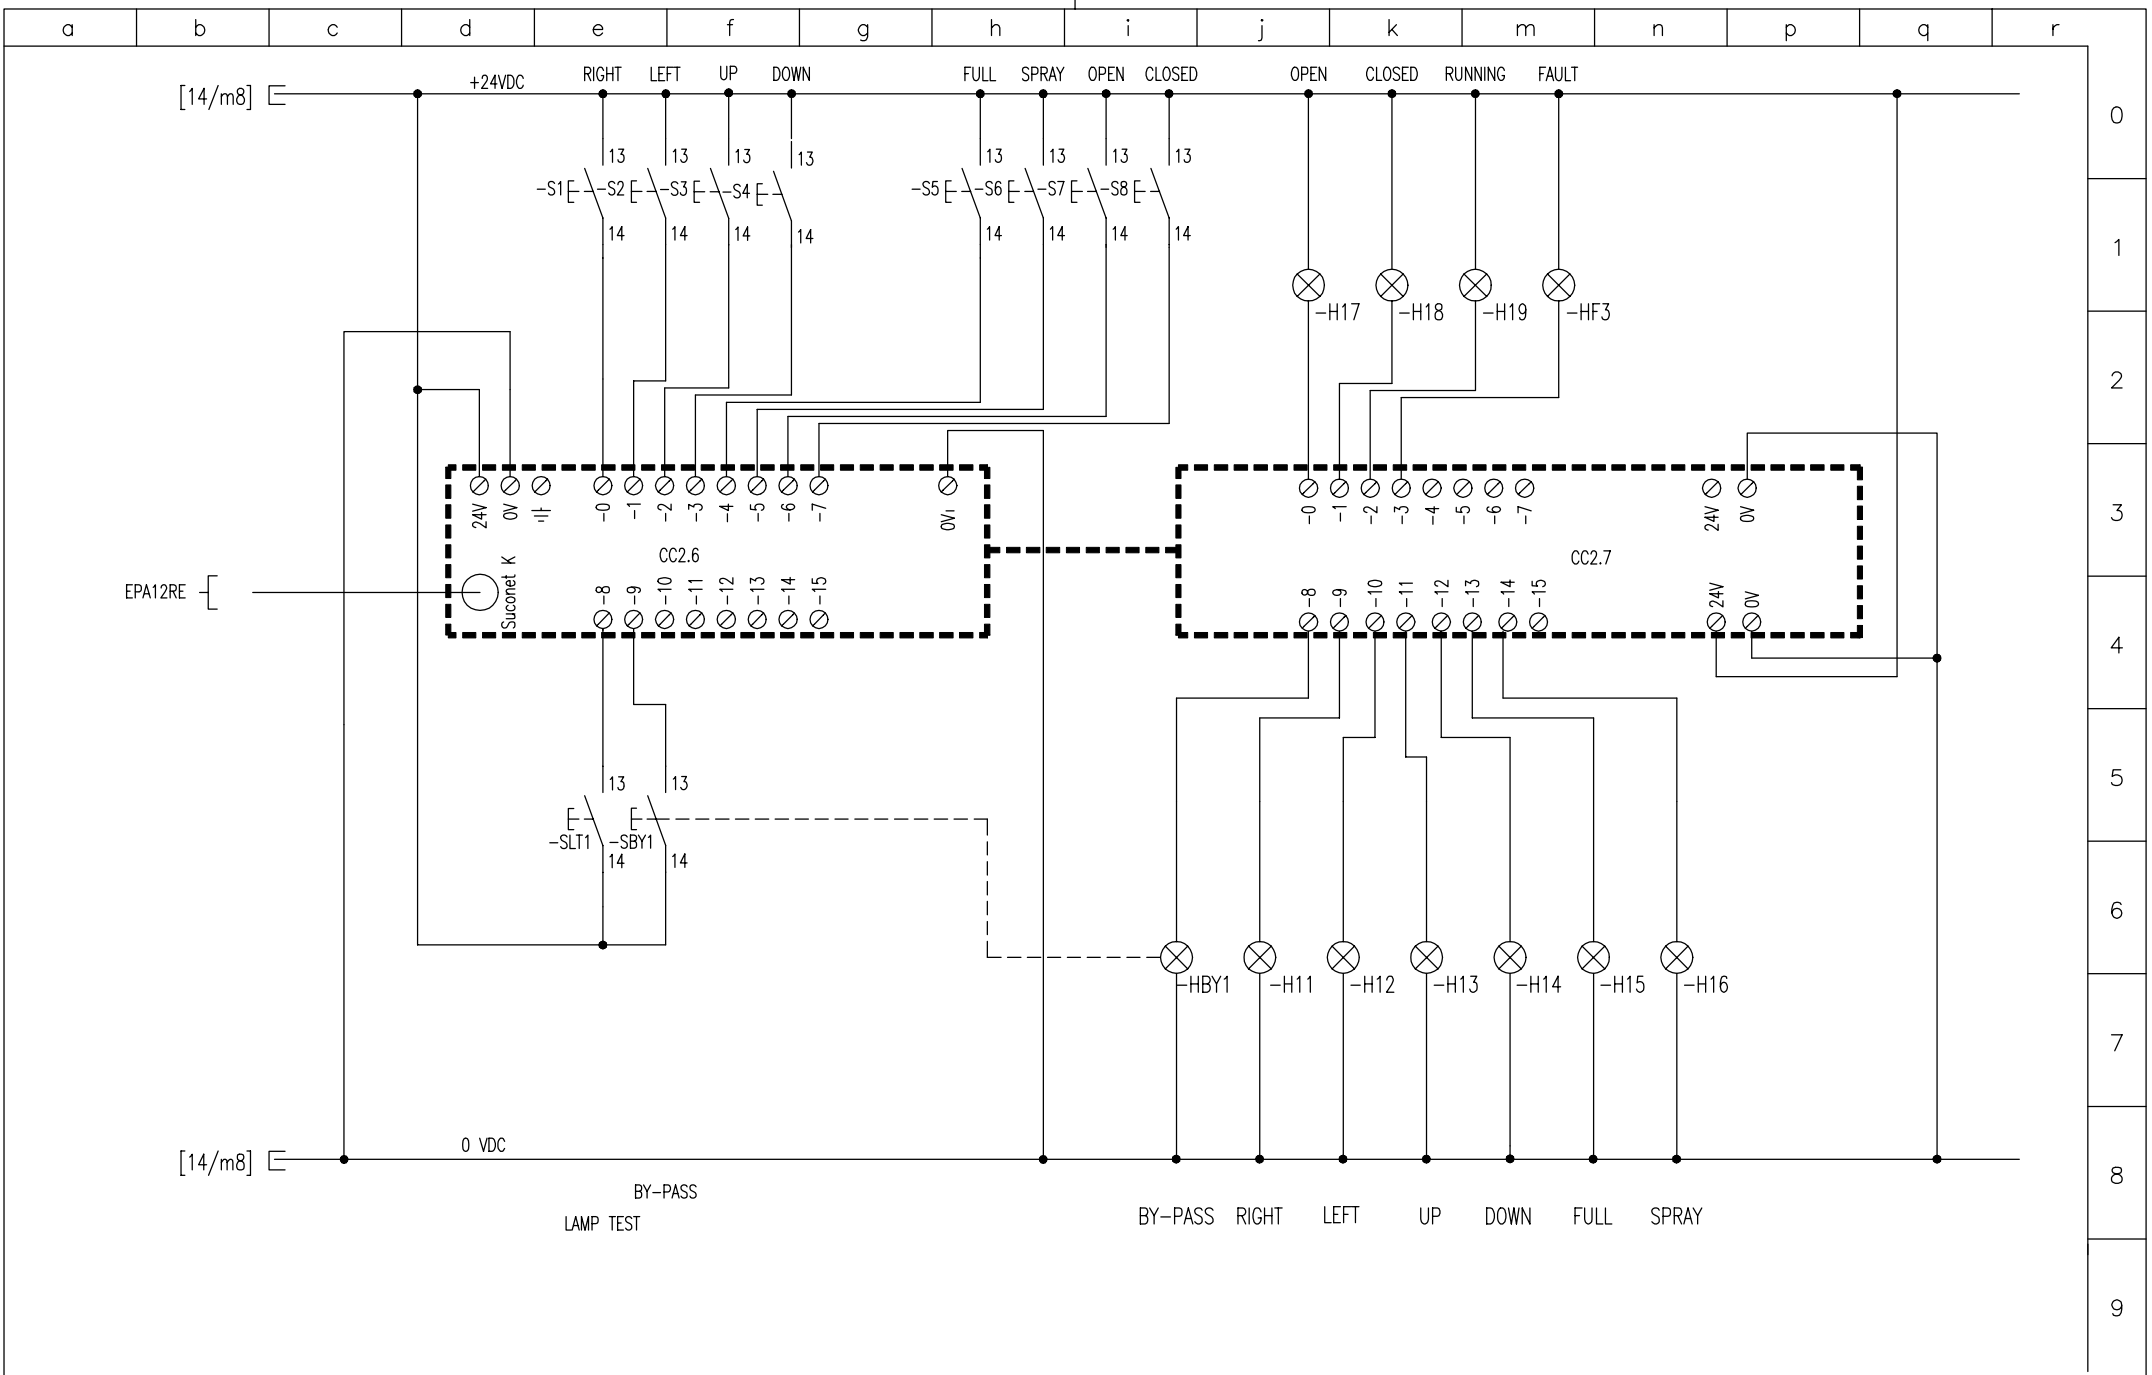 a b c d e f g h i j k m n p q r
RIGHT LEFT UP DOWN FULL SPRAY OPEN CLOSED OPEN CLOSED RUNNING FAULT
+24VDC
[14/m8]
0
13 13 13 13 13 13 13 13
-S1 -S2 -S3 -S4 -S5 -S6 -S7 -S8
14 14 14 14 14 14 14 14
1
-H17 -H18 -H19 -HF3
2
24V 0V -0 -1 -2 -3 -4 -5 -6 -7 0VI
-0 -1 -2 -3 -4 -5 -6 -7 24V 0V
3
CC2.6 CC2.7
Suconet K
EPA12RE
-8 -9 -10 -11 -12 -13 -14 -15
-8 -9 -10 -11 -12 -13 -14 -15 24V 0V
4
13 13
5
-SLT1 -SBY1
14 14
6
-HBY1 -H11 -H12 -H13 -H14 -H15 -H16
7
0 VDC
[14/m8]
8
BY-PASS
LAMP TEST
BY-PASS RIGHT LEFT UP DOWN FULL SPRAY
9